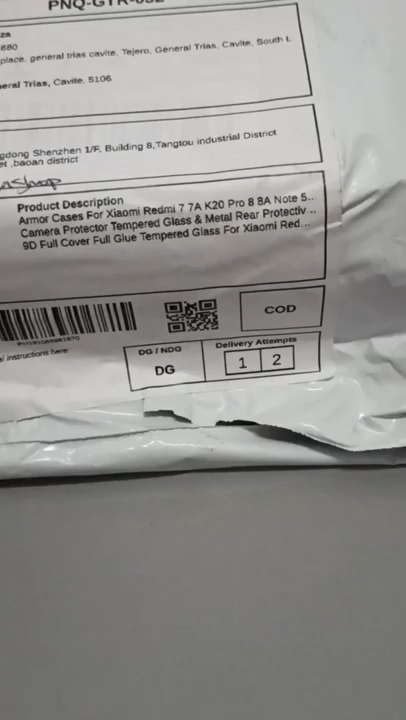 PNQ-GTR-
za
680
place, general trias cavite, Tejero, General Trias, Cavite, South L
eral Trias, Cavite, 5106
gdong Shenzhen 1/F, Building 8,Tangtou industrial District
et ,baoan district
Product Description
Armor Cases For Xiaomi Redmi 7 7A K20 Pro 8 8A Note 5...
Camera Protector Tempered Glass & Metal Rear Protectiv...
9D Full Cover Full Glue Tempered Glass For Xiaomi Red...
COD
l instructions here
DG / NDG
DG
Delivery Attempts
1 2